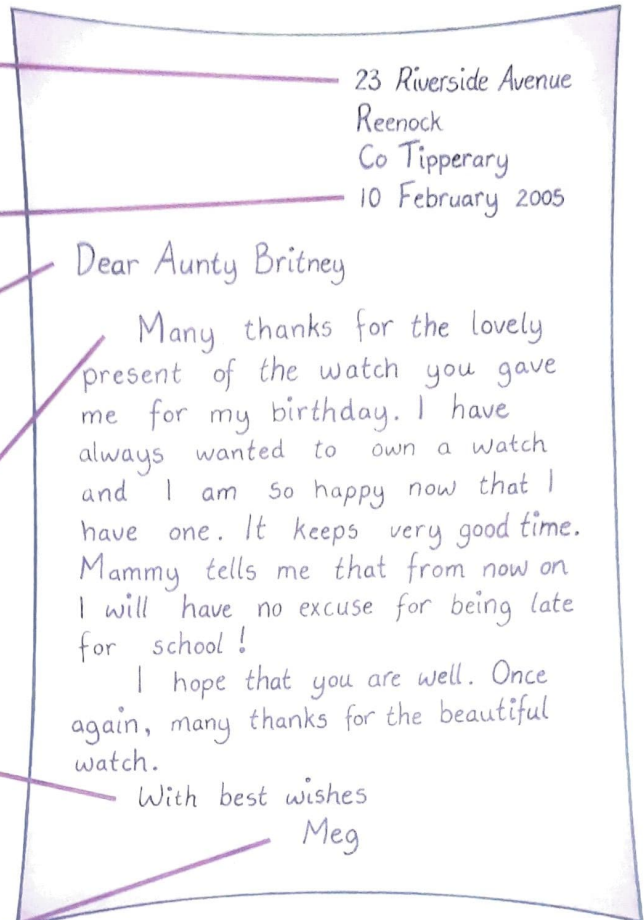 23 Riverside Avenue
Reenock
Co Tipperary
10 February 2005
Dear Aunty Britney
Many thanks for the lovely
present of the watch you gave
me for my birthday. I have
always wanted to own a watch
and I am so happy now that I
have one. It keeps very good time.
Mammy tells me that from now on
I will have no excuse for being late
for school!
I hope that you are well. Once
again, many thanks for the beautiful
watch.
With best wishes
Meg